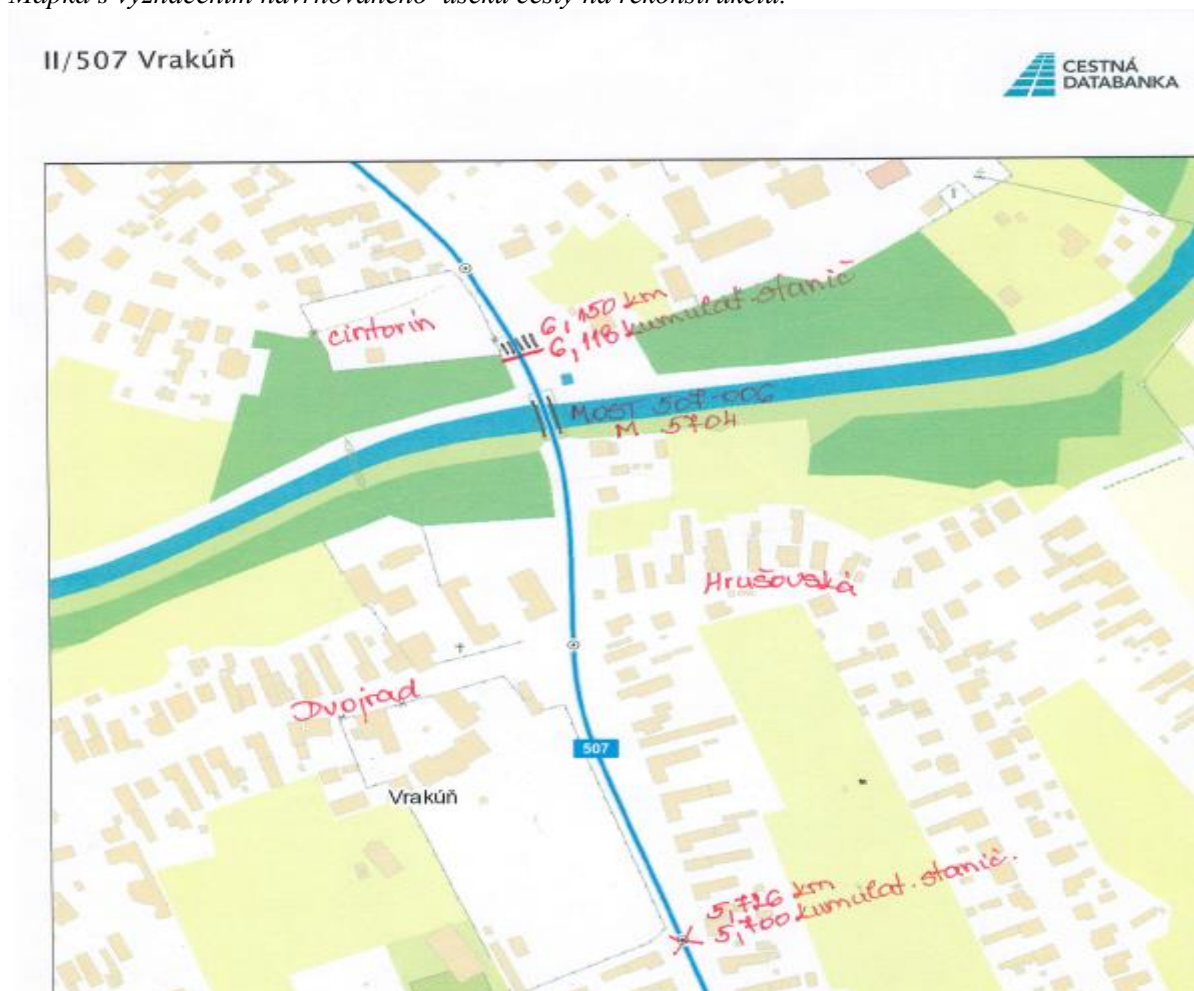 Mapka s vyznačením navrhovaného úseku cesty na rekonštrukciu:
II/507 Vrakúň
CESTNÁ
DATABANKA
cintorín
6,150 km
6,118 kumulat. stanič
MOST 507-006
M 5704
Hrušovská
Dvojrad
507
Vrakúň
5,726 km
5,700 kumulat. stanič.